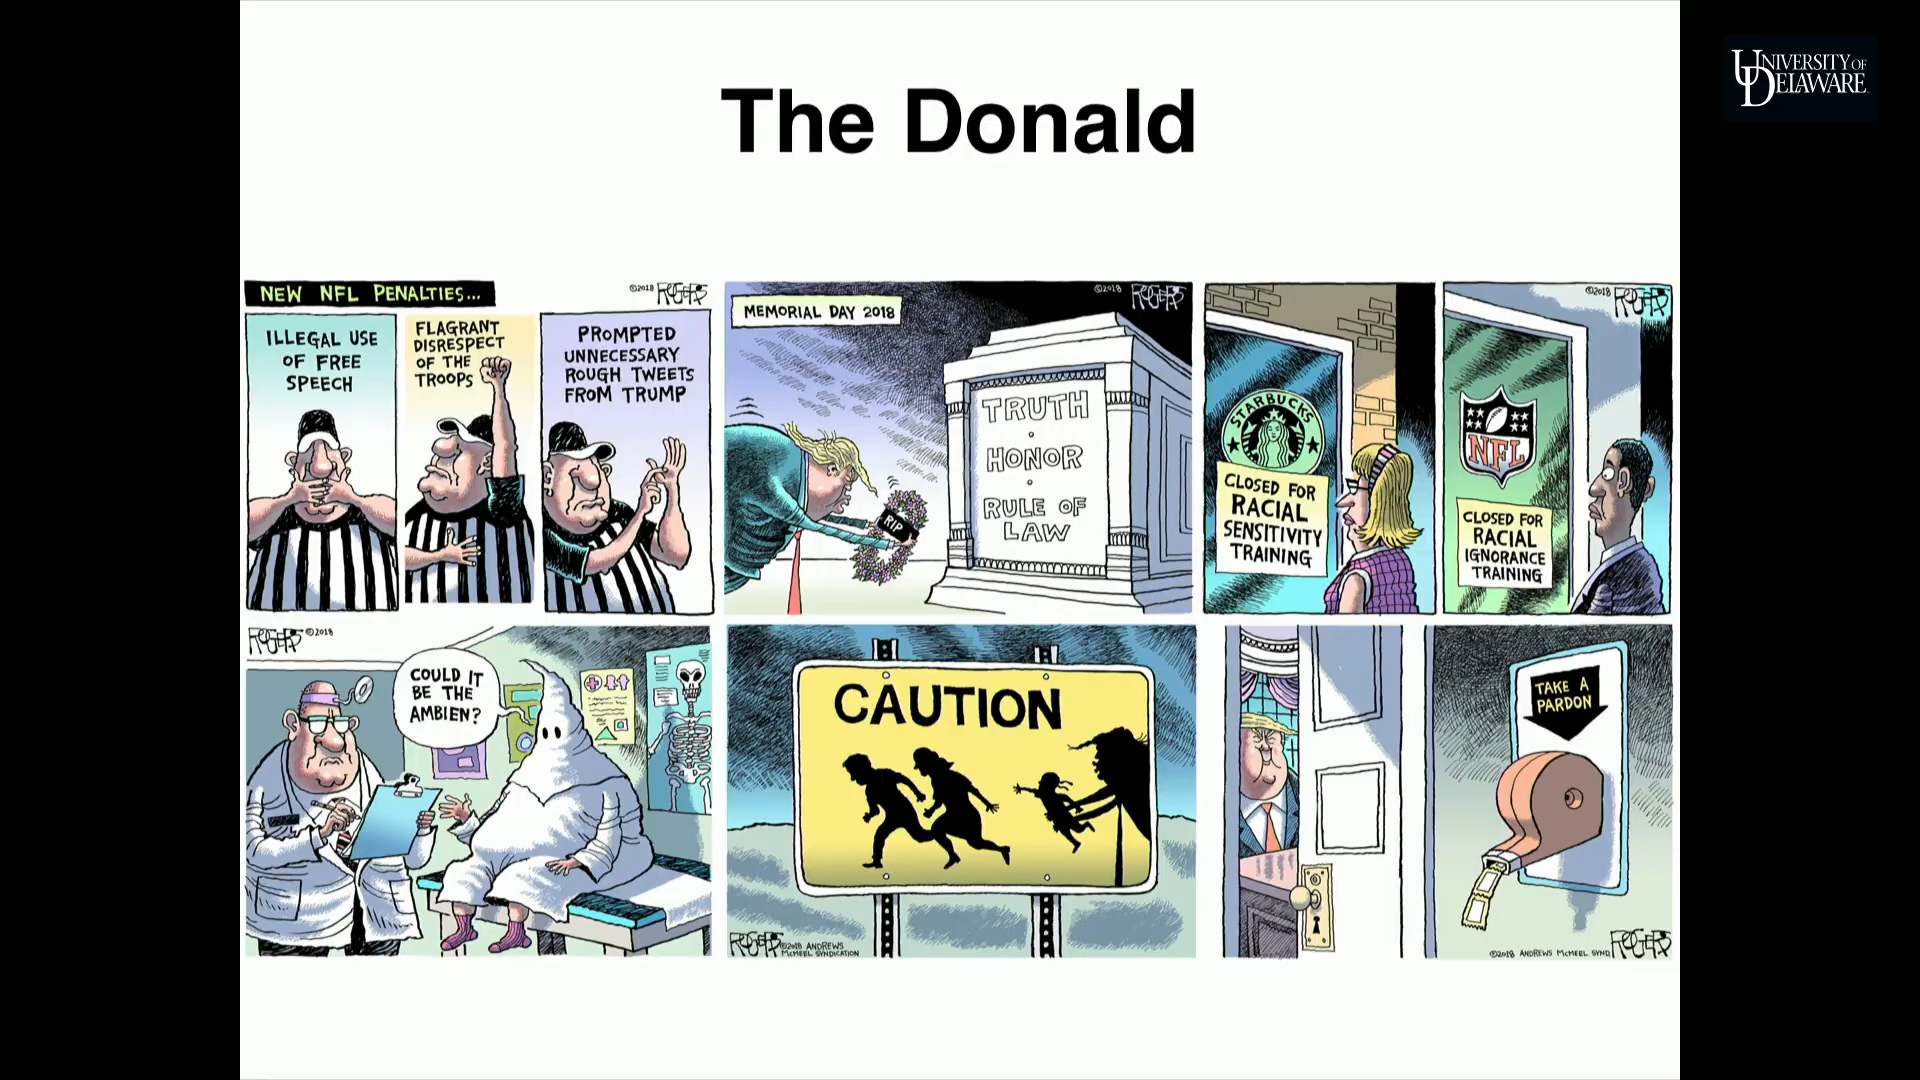 The Donald
UNIVERSITY OF
DELAWARE
NEW NFL PENALTIES...
©2018 ROGERS
ILLEGAL USE
OF FREE
SPEECH
FLAGRANT
DISRESPECT
OF THE
TROOPS
PROMPTED
UNNECESSARY
ROUGH TWEETS
FROM TRUMP
©2018 ROGERS
MEMORIAL DAY 2018
RIP
TRUTH
•
HONOR
•
RULE OF
LAW
STARBUCKS
CLOSED FOR
RACIAL
SENSITIVITY
TRAINING
©2018 ROGERS
NFL
CLOSED FOR
RACIAL
IGNORANCE
TRAINING
ROGERS ©2018
COULD IT
BE THE
AMBIEN?
CAUTION
ROGERS ©2018 ANDREWS
MCMEEL SYNDICATION
TAKE A
PARDON
©2018 ANDREWS MCMEEL SYND. ROGERS